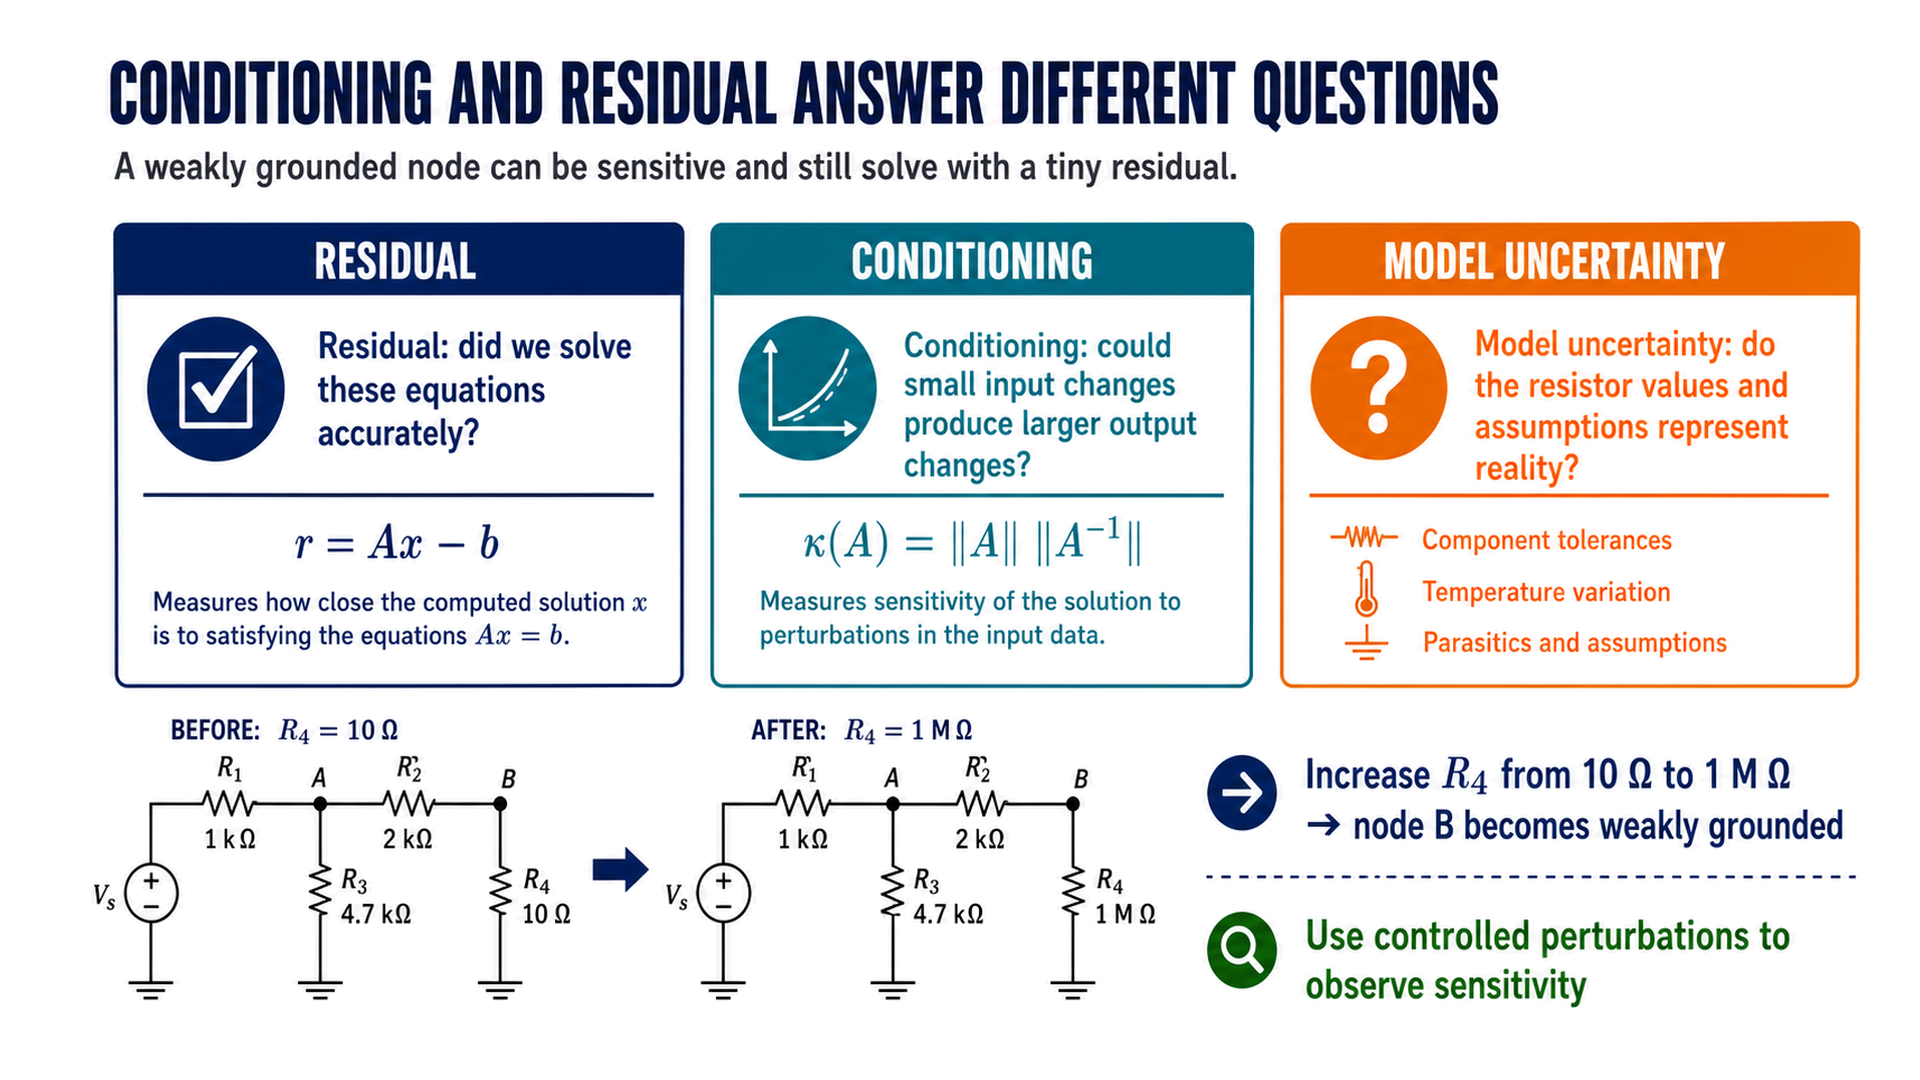 CONDITIONING AND RESIDUAL ANSWER DIFFERENT QUESTIONS
A weakly grounded node can be sensitive and still solve with a tiny residual.
RESIDUAL
Residual: did we solve
these equations
accurately?
r = Ax − b
Measures how close the computed solution x
is to satisfying the equations Ax = b.
CONDITIONING
Conditioning: could
small input changes
produce larger output
changes?
κ(A) = ‖A‖ ‖A⁻¹‖
Measures sensitivity of the solution to
perturbations in the input data.
MODEL UNCERTAINTY
Model uncertainty: do
the resistor values and
assumptions represent
reality?
Component tolerances
Temperature variation
Parasitics and assumptions
BEFORE: R₄ = 10 Ω
R₁
A
R₂
B
1 kΩ
2 kΩ
Vₛ
+
−
R₃
4.7 kΩ
R₄
10 Ω
AFTER: R₄ = 1 M Ω
R₁
A
R₂
B
1 kΩ
2 kΩ
Vₛ
+
−
R₃
4.7 kΩ
R₄
1 M Ω
Increase R₄ from 10 Ω to 1 M Ω
→ node B becomes weakly grounded
Use controlled perturbations to
observe sensitivity